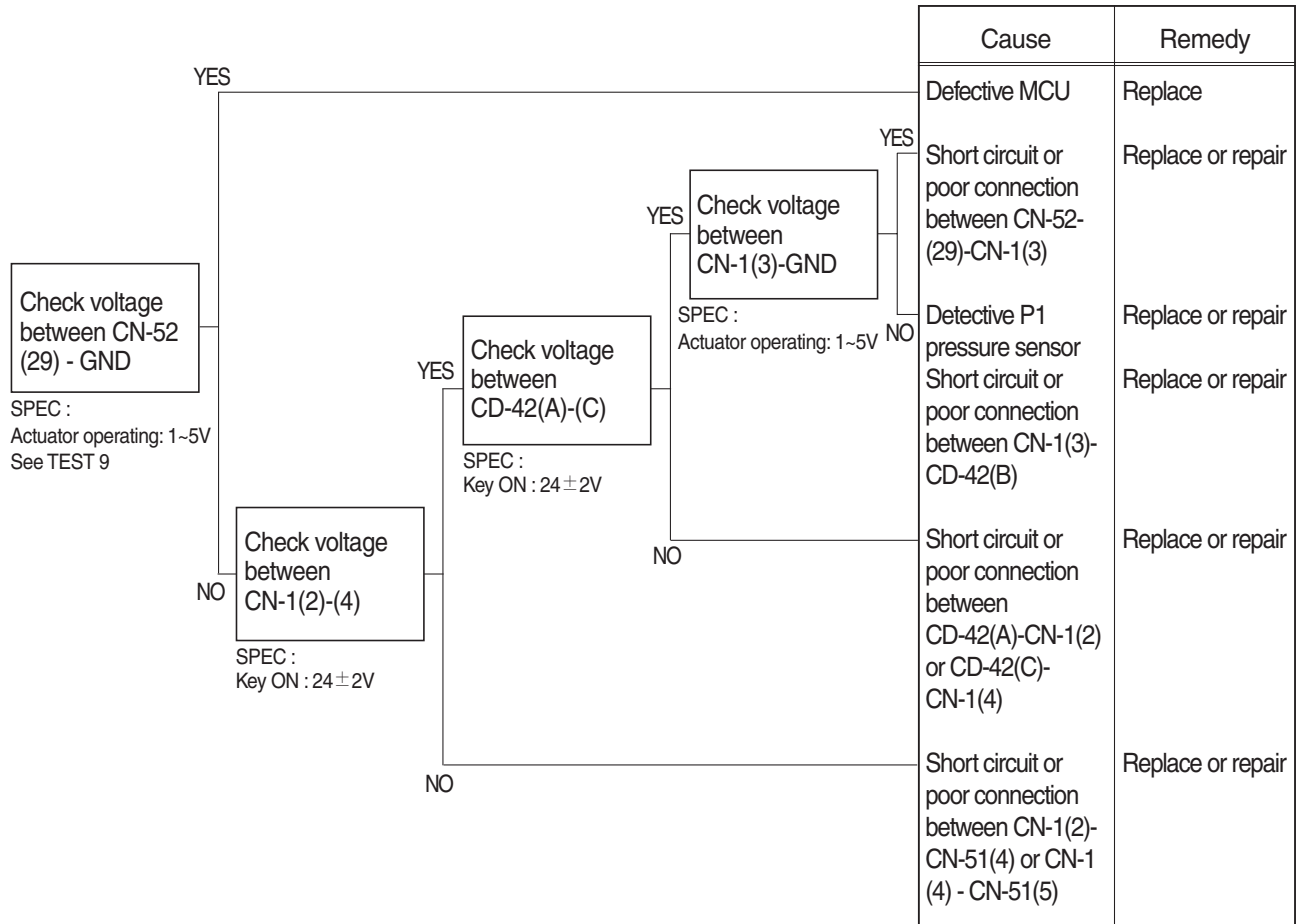 Cause
Remedy
YES
Defective MCU
Replace
YES
Short circuit or
poor connection
between CN-52-
(29)-CN-1(3)
Replace or repair
YES
Check voltage
between
CN-1(3)-GND
SPEC :
Actuator operating: 1~5V
NO
Detective P1
pressure sensor
Replace or repair
Short circuit or
poor connection
between CN-1(3)-
CD-42(B)
Replace or repair
Check voltage
between CN-52
(29) - GND
SPEC :
Actuator operating: 1~5V
See TEST 9
YES
Check voltage
between
CD-42(A)-(C)
SPEC :
Key ON : 24±2V
NO
Short circuit or
poor connection
between
CD-42(A)-CN-1(2)
or CD-42(C)-
CN-1(4)
Replace or repair
NO
Check voltage
between
CN-1(2)-(4)
SPEC :
Key ON : 24±2V
NO
Short circuit or
poor connection
between CN-1(2)-
CN-51(4) or CN-1
(4) - CN-51(5)
Replace or repair